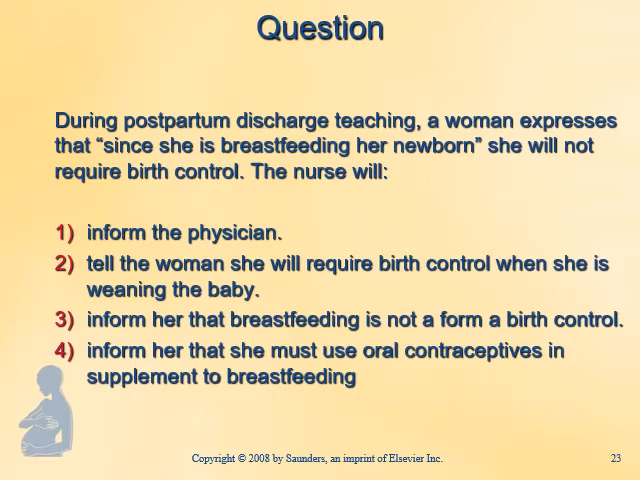 Question
During postpartum discharge teaching, a woman expresses
that “since she is breastfeeding her newborn” she will not
require birth control. The nurse will:
1) inform the physician.
2) tell the woman she will require birth control when she is
weaning the baby.
3) inform her that breastfeeding is not a form a birth control.
4) inform her that she must use oral contraceptives in
supplement to breastfeeding
Copyright © 2008 by Saunders, an imprint of Elsevier Inc.
23